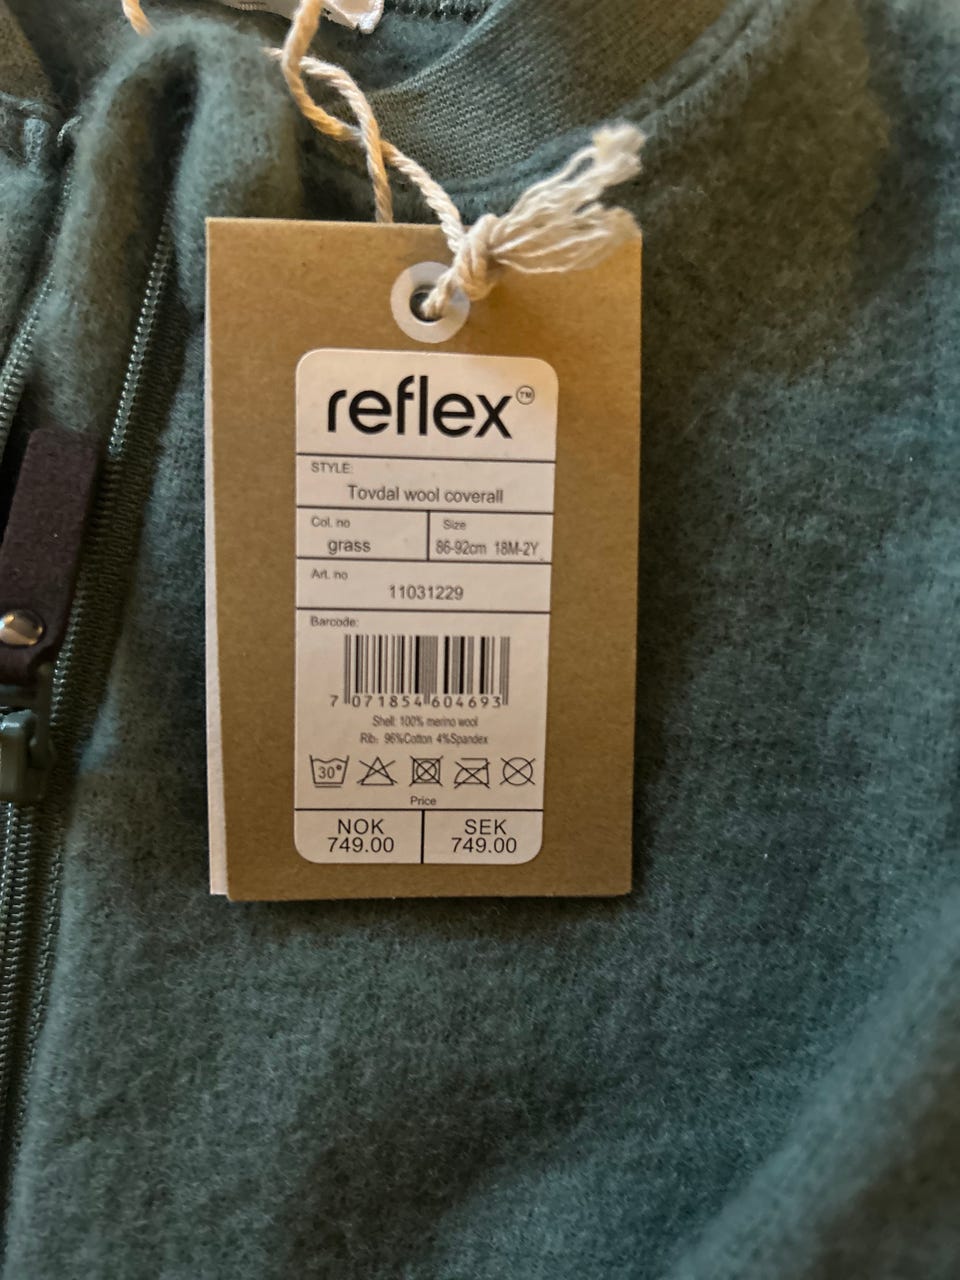 reflex™
STYLE:
Tovdal wool coverall
Col. no
grass
Size
86-92cm 18M-2Y
Art. no
11031229
Barcode:
7 071854 604693
Shell: 100% merino wool
Rib: 96%Cotton 4%Spandex
30°
Price
NOK
749.00
SEK
749.00